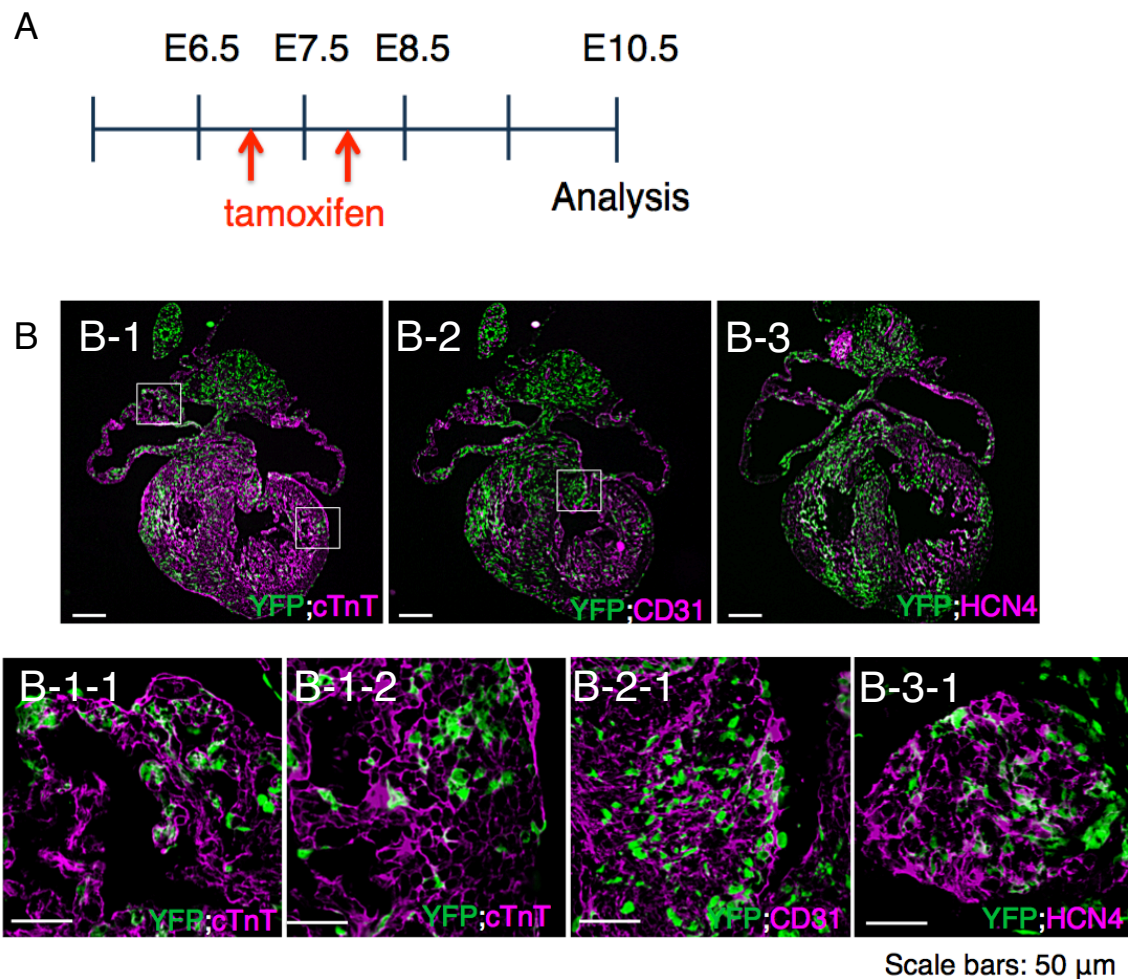 A
E6.5 E7.5 E8.5 E10.5
tamoxifen
Analysis
B
B-1 B-2 B-3
YFP;cTnT YFP;CD31 YFP;HCN4
B-1-1 B-1-2 B-2-1 B-3-1
YFP;cTnT YFP;cTnT YFP;CD31 YFP;HCN4
Scale bars: 50 μm